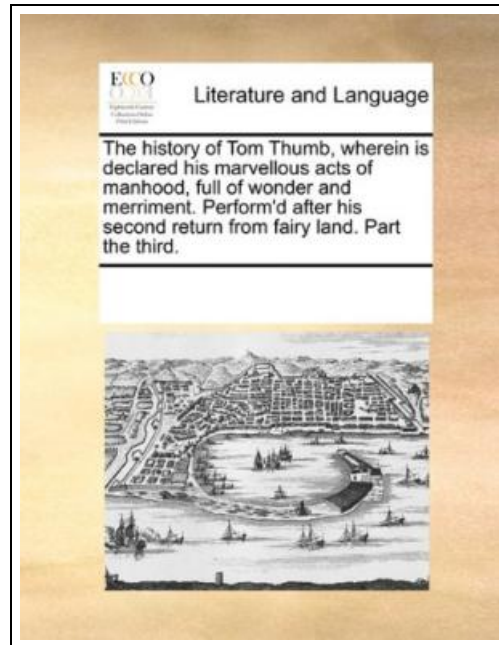 ECCO
Literature and Language
The history of Tom Thumb, wherein is
declared his marvellous acts of
manhood, full of wonder and
merriment. Perform'd after his
second return from fairy land. Part
the third.